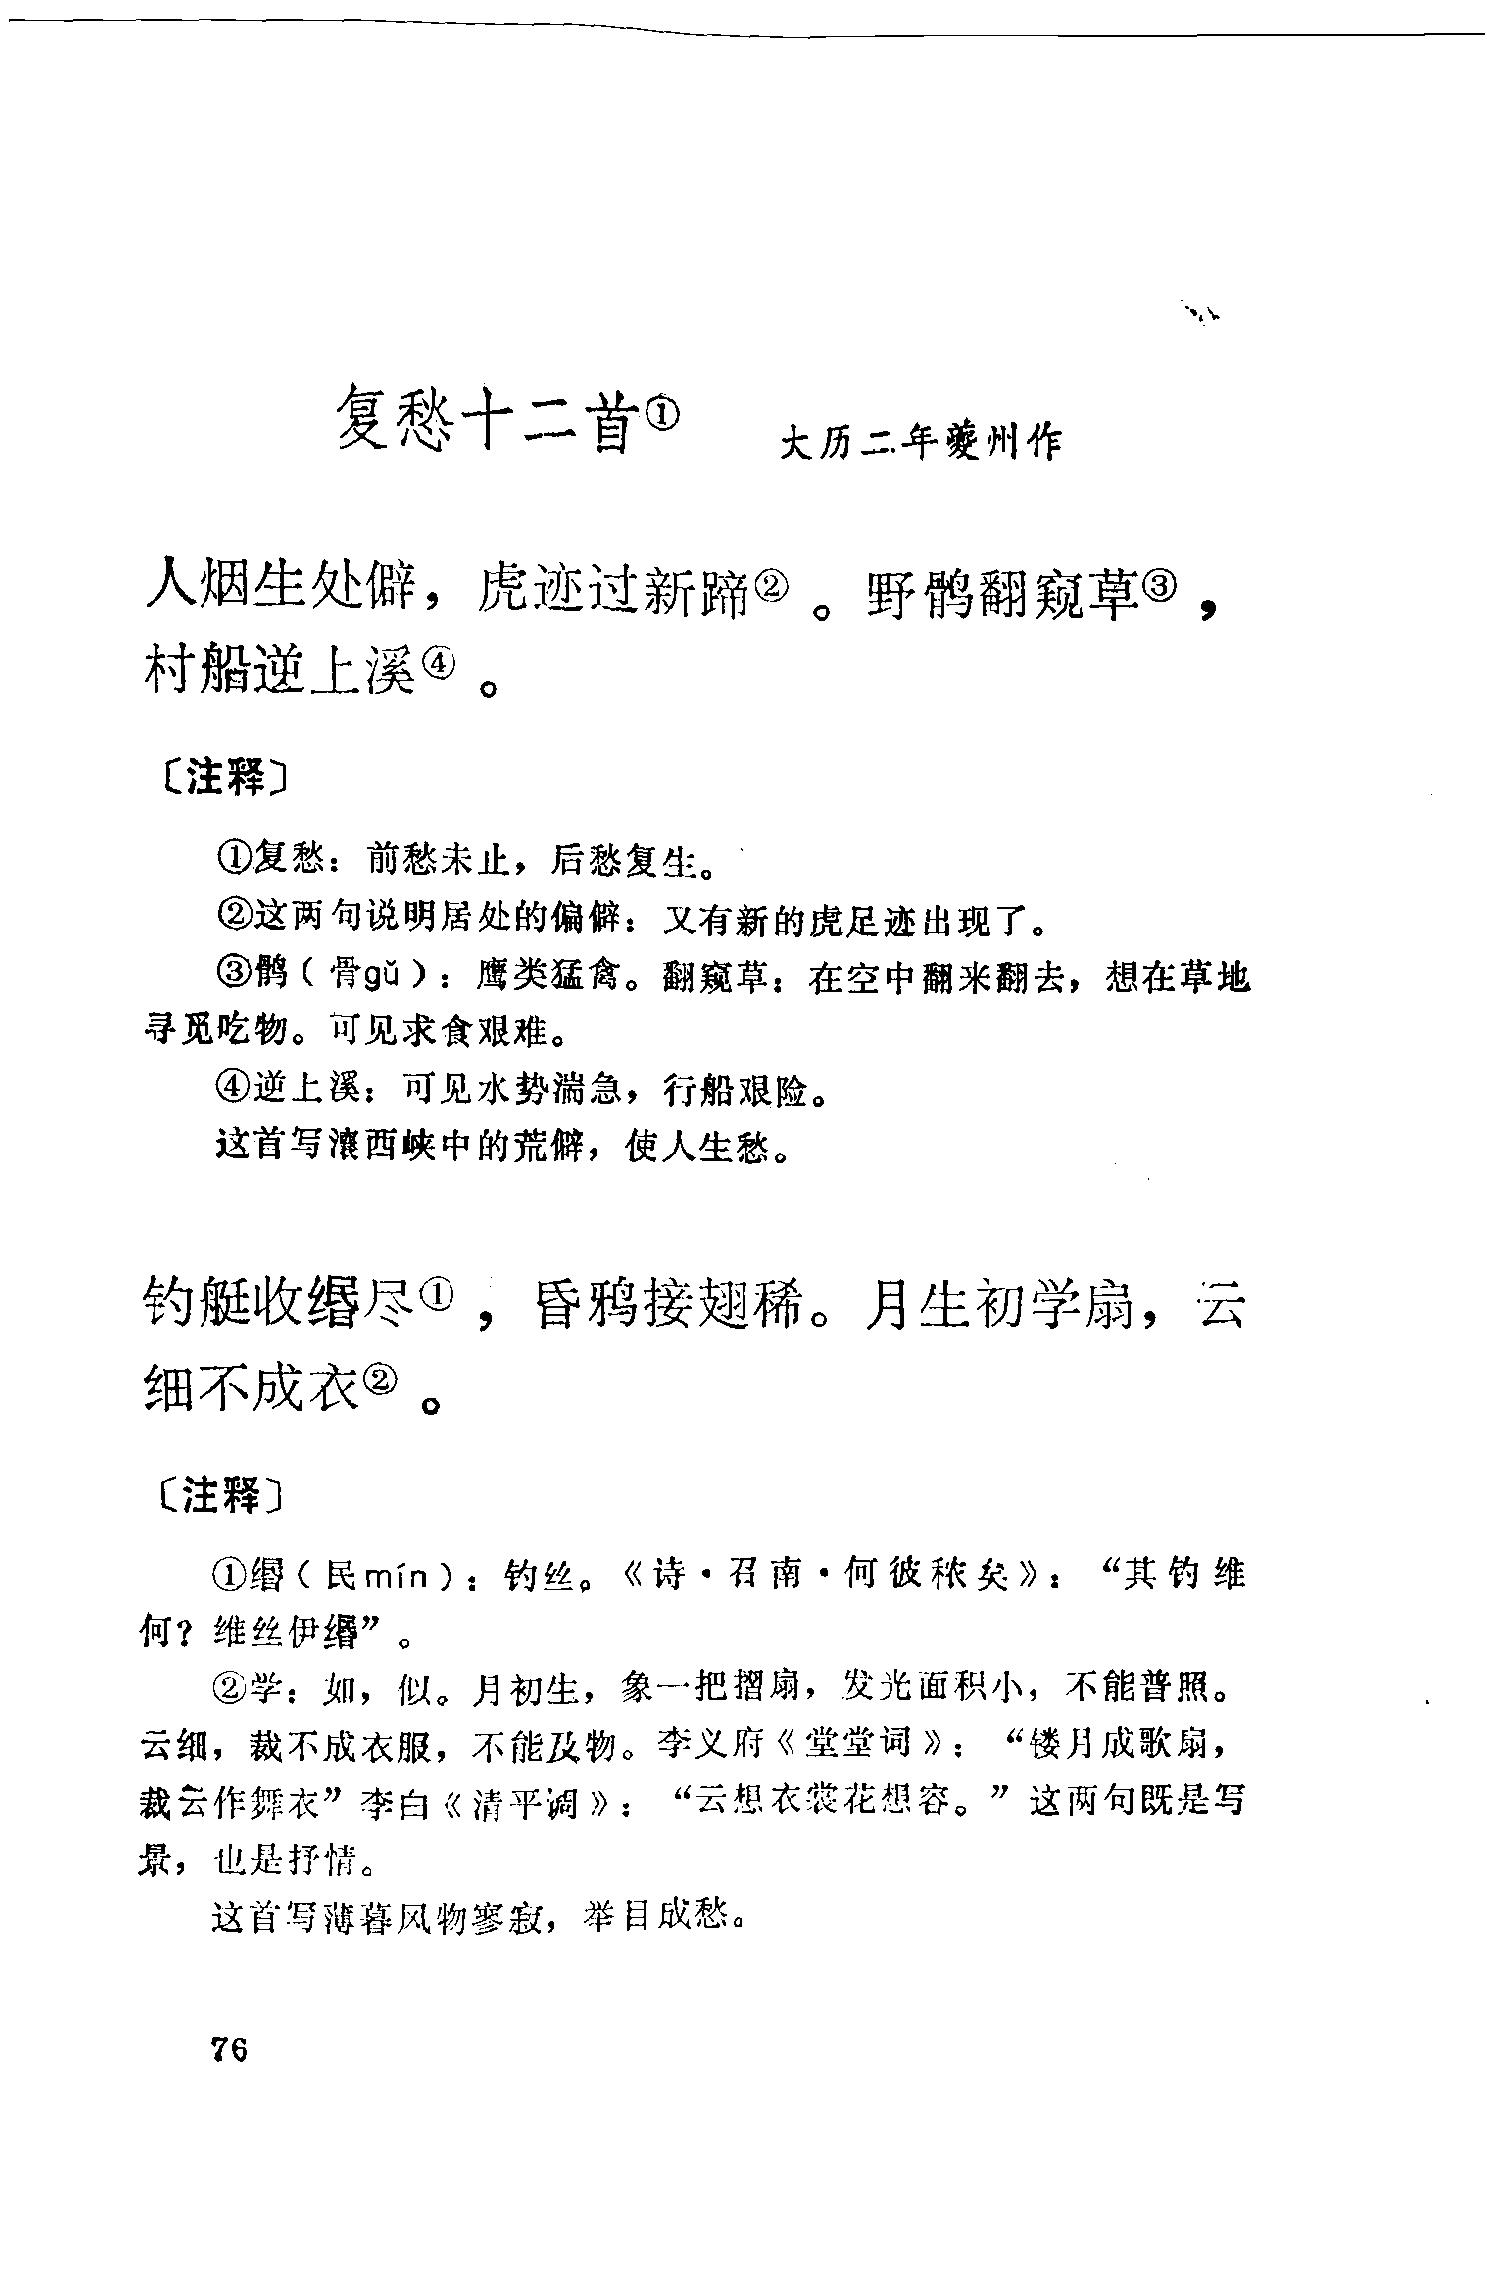 复愁十二首① 大历二年夔州作
人烟生处僻，虎迹过新蹄②。野鹘翻窥草③，
村船逆上溪④。
〔注释〕
①复愁：前愁未止，后愁复生。
②这两句说明居处的偏僻：又有新的虎足迹出现了。
③鹘（骨gǔ）：鹰类猛禽。翻窥草：在空中翻来翻去，想在草地
寻觅吃物。可见求食艰难。
④逆上溪：可见水势湍急，行船艰险。
这首写瀼西峡中的荒僻，使人生愁。
钓艇收缗尽①，昏鸦接翅稀。月生初学扇，云
细不成衣②。
〔注释〕
①缗（民mín）：钓丝。《诗·召南·何彼秾矣》：“其钓维
何？维丝伊缗”。
②学：如，似。月初生，象一把摺扇，发光面积小，不能普照。
云细，裁不成衣服，不能及物。李义府《堂堂词》：“镂月成歌扇，
裁云作舞衣”李白《清平调》：“云想衣裳花想容。”这两句既是写
景，也是抒情。
这首写薄暮风物寥寂，举目成愁。
76